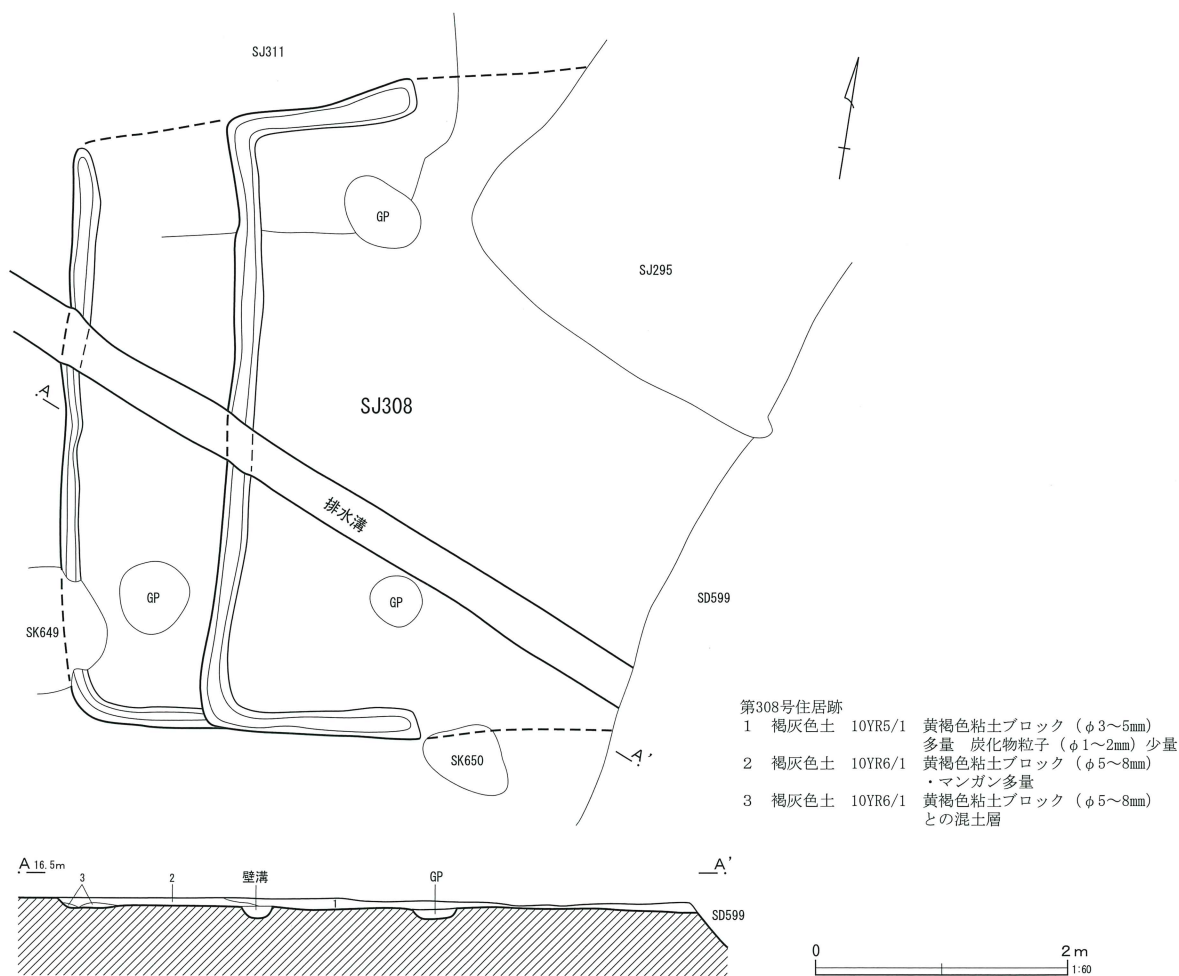 SJ311
GP
SJ295
A
SJ308
排水溝
GP
GP
SD599
SK649
SK650
A'
第308号住居跡
1 褐灰色土 10YR5/1 黄褐色粘土ブロック（φ3～5mm）
多量 炭化物粒子（φ1～2mm）少量
2 褐灰色土 10YR6/1 黄褐色粘土ブロック（φ5～8mm）
・マンガン多量
3 褐灰色土 10YR6/1 黄褐色粘土ブロック（φ5～8mm）
との混土層
A 16.5m
A'
3
2
壁溝
GP
1
SD599
0
2m
1:60